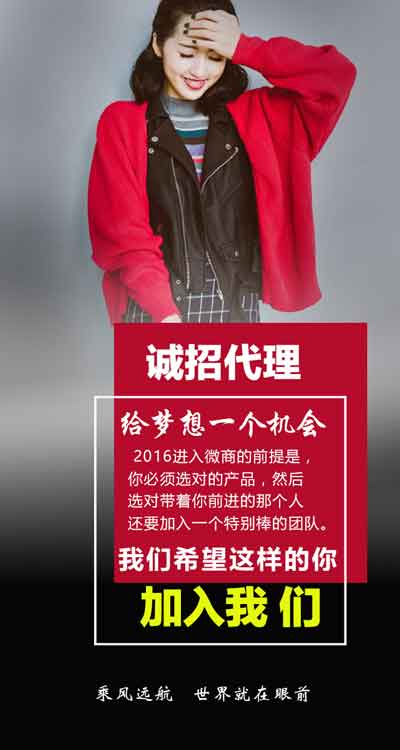 诚招代理
给梦想一个机会
2016进入微商的前提是，
你必须选对的产品，然后
选对带着你前进的那个人
还要加入一个特别棒的团队。
我们希望这样的你
加入我 们
乘风远航　世界就在眼前